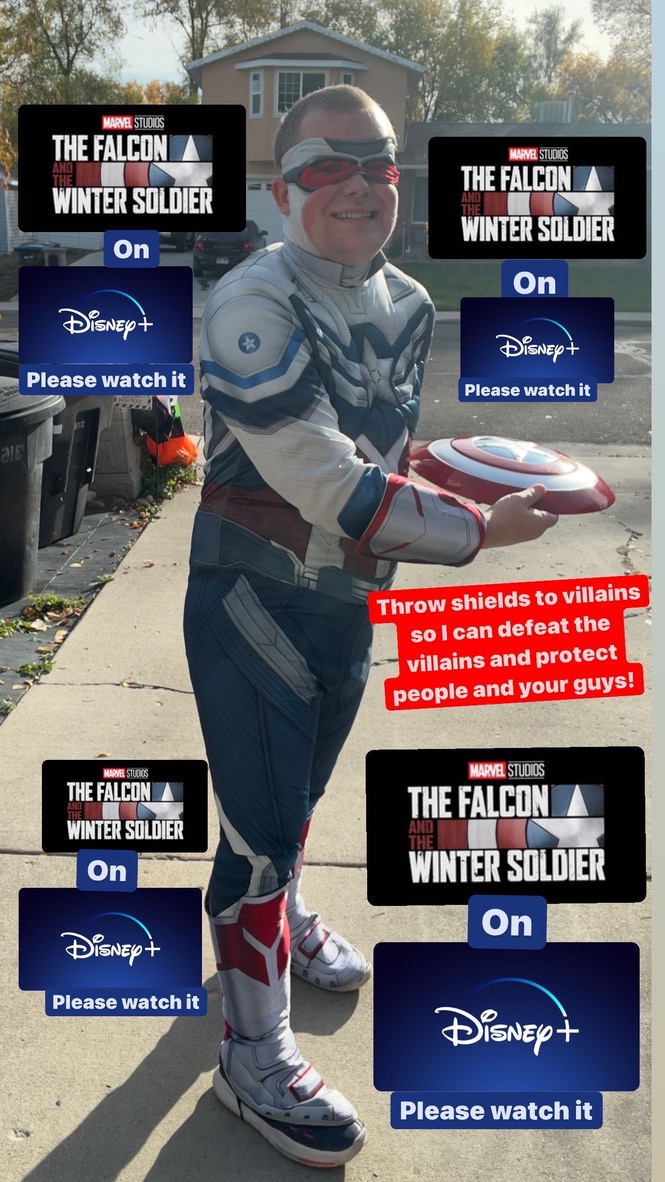 MARVEL STUDIOS
THE FALCON
AND THE
WINTER SOLDIER
On
Disney+
Please watch it
MARVEL STUDIOS
THE FALCON
AND THE
WINTER SOLDIER
On
Disney+
Please watch it
Throw shields to villains
so I can defeat the
villains and protect
people and your guys!
MARVEL STUDIOS
THE FALCON
AND THE
WINTER SOLDIER
On
Disney+
Please watch it
MARVEL STUDIOS
THE FALCON
AND THE
WINTER SOLDIER
On
Disney+
Please watch it